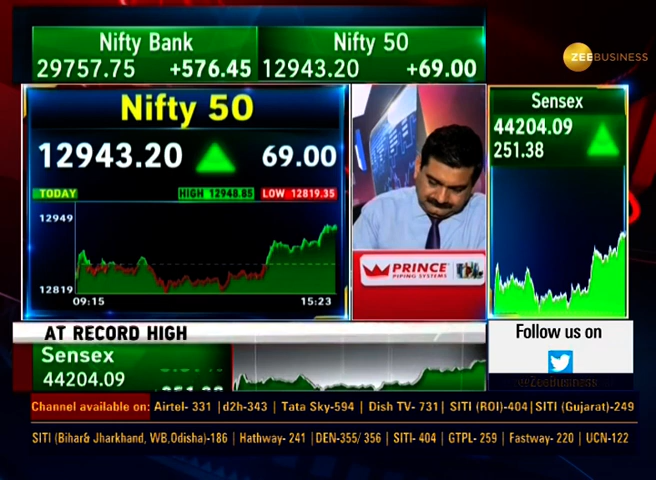 Nifty Bank
29757.75 +576.45
Nifty 50
12943.20 +69.00
ZEE BUSINESS
Nifty 50
12943.20 69.00
TODAY
HIGH 12948.85 LOW 12819.35
12949
12819
09:15 15:23
PRINCE
PIPING SYSTEMS
Sensex
44204.09
251.38
AT RECORD HIGH
Sensex
44204.09
Follow us on
@ZeeBusiness
Channel available on: Airtel- 331 | d2h-343 | Tata Sky-594 | Dish TV- 731 | SITI (ROI)-404 | SITI (Gujarat)-249
SITI (Bihar& Jharkhand, WB,Odisha)-186 | Hathway- 241 | DEN-355/ 356 | SITI- 404 | GTPL- 259 | Fastway- 220 | UCN-122